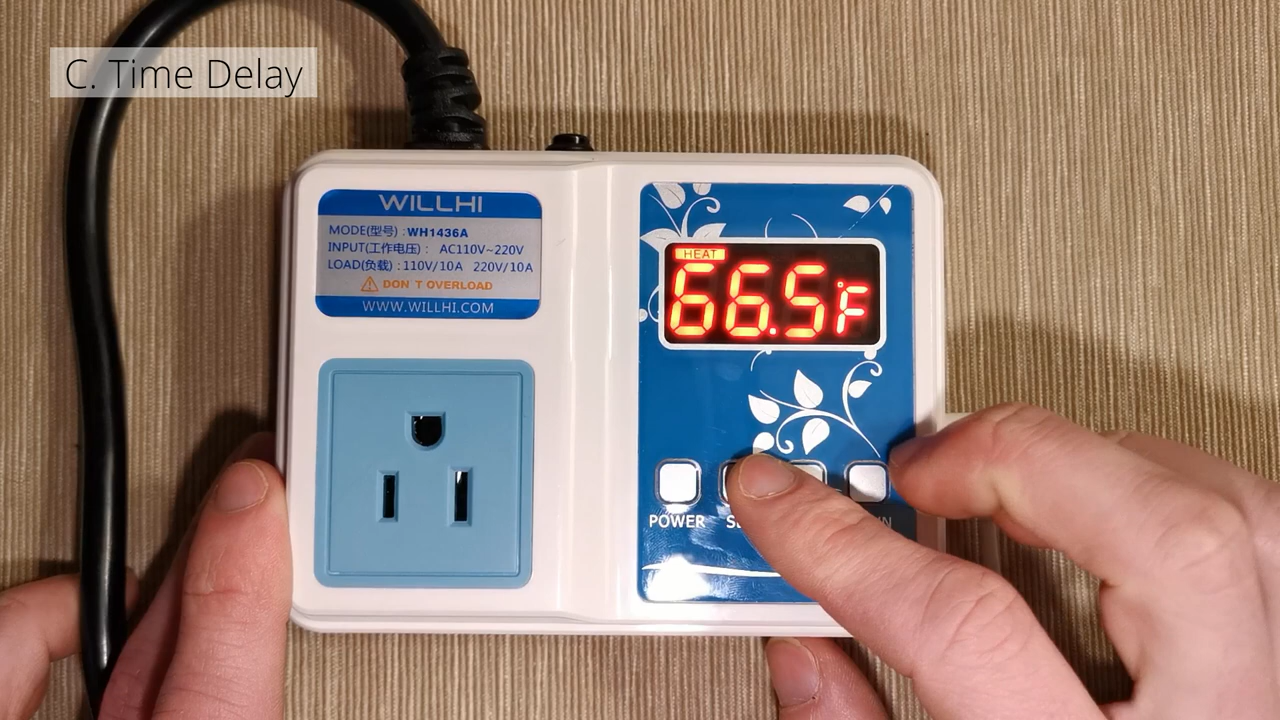 C. Time Delay
WILLHI
MODE(型号) : WH1436A
INPUT(工作电压) : AC110V~220V
LOAD(负载) : 110V/10A 220V/10A
DON T OVERLOAD
WWW.WILLHI.COM
HEAT
66.5°F
POWER